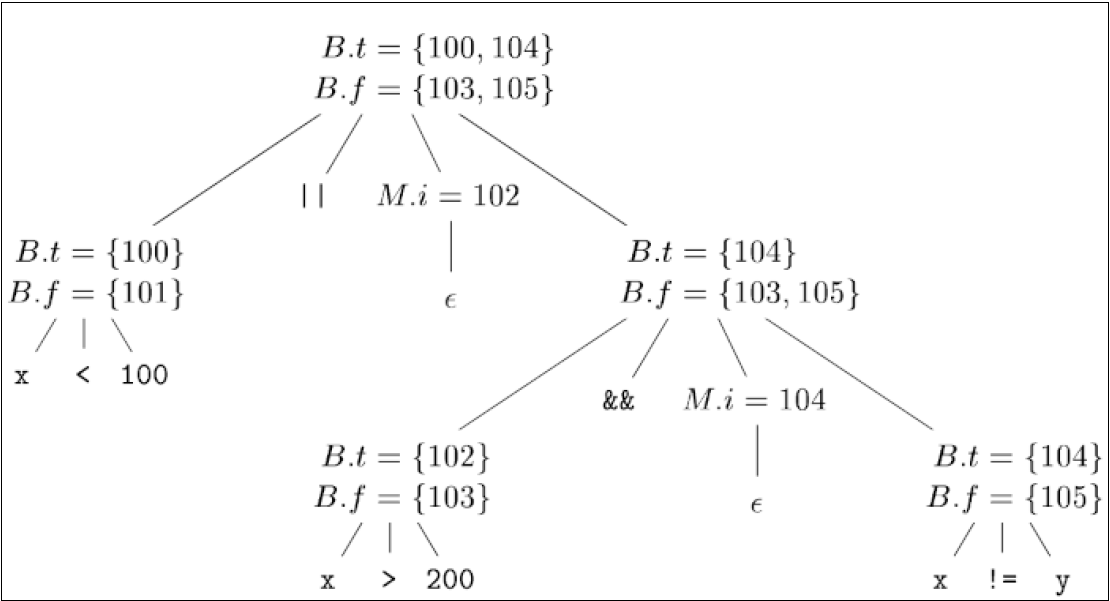 B.t = {100, 104}
B.f = {103, 105}
|| M.i = 102
B.t = {100}
B.f = {101}
ϵ
B.t = {104}
B.f = {103, 105}
x < 100
&& M.i = 104
B.t = {102}
B.f = {103}
ϵ
B.t = {104}
B.f = {105}
x > 200
x != y